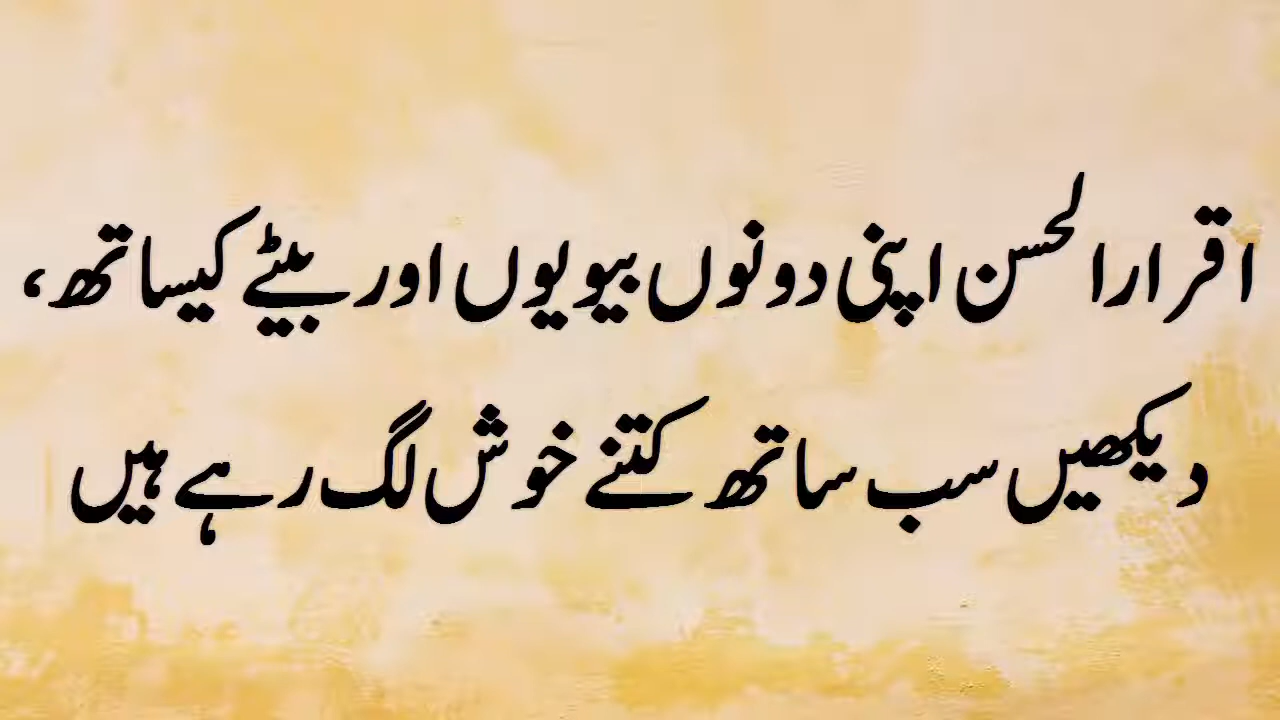 اقرارالحسن اپنی دونوں بیویوں اور بیٹے کیساتھ،
دیکھیں سب ساتھ کتنے خوش لگ رہے ہیں